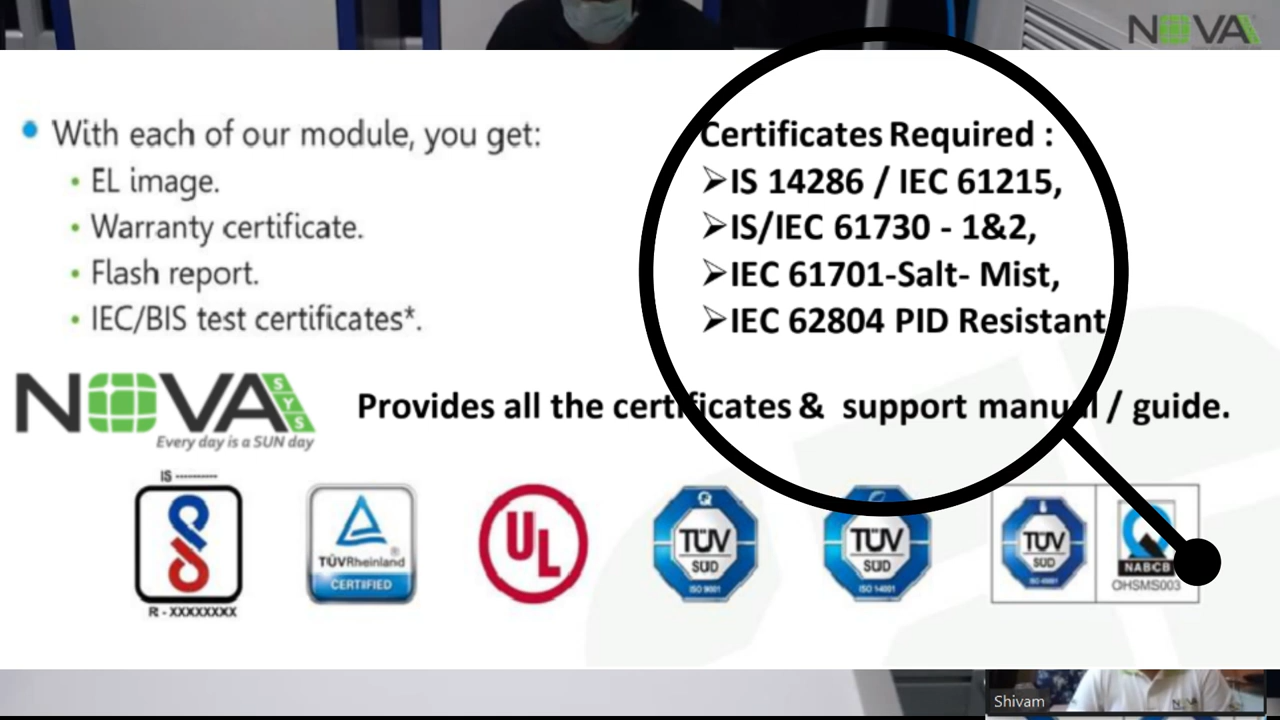 NOVA
With each of our module, you get:
EL image.
Warranty certificate.
Flash report.
IEC/BIS test certificates*.
Certificates Required :
➢IS 14286 / IEC 61215,
➢IS/IEC 61730 - 1&2,
➢IEC 61701-Salt- Mist,
➢IEC 62804 PID Resistant
NOVA SYS
Every day is a SUN day
Provides all the certificates & support manual / guide.
IS ----------
R - XXXXXXXX
TÜVRheinland®
CERTIFIED
UL
TÜV
SÜD
ISO 9001
TÜV
SÜD
ISO 14001
TÜV
SÜD
ISO 45001
NABCB
OHSMS003
Shivam